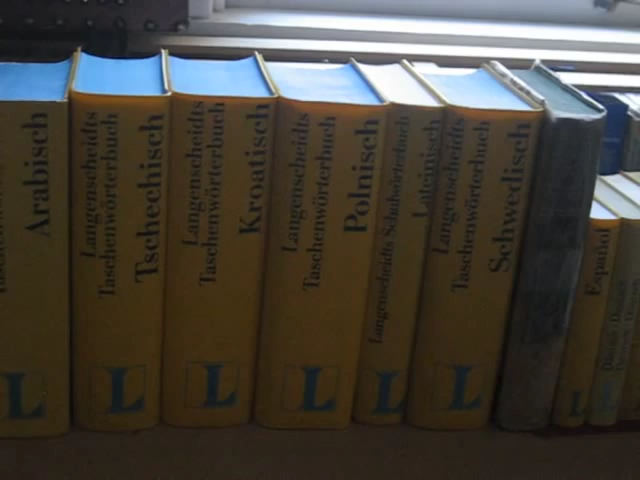 Arabisch
L
Langenscheidts
Taschenwörterbuch
Tschechisch
L
Langenscheidts
Taschenwörterbuch
Kroatisch
L
Langenscheidts
Taschenwörterbuch
Polnisch
L
Langenscheidts Schulwörterbuch
Lateinisch
L
Langenscheidts
Taschenwörterbuch
Schwedisch
L
Español
L